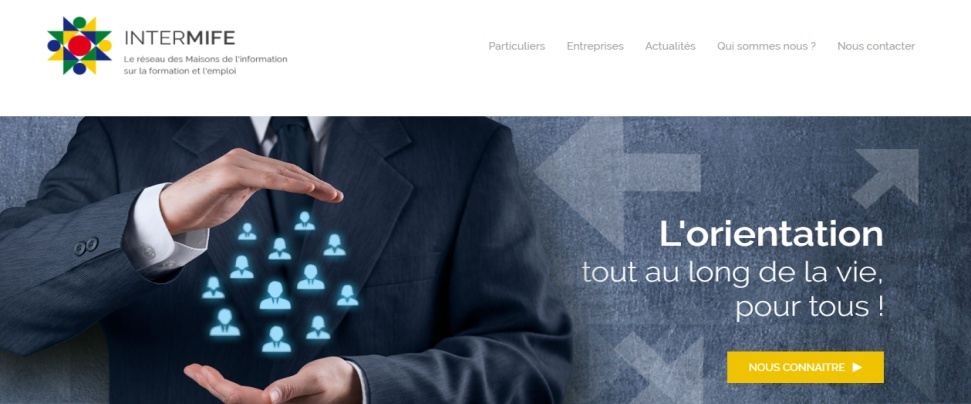 INTERMIFE
Le réseau des Maisons de l'information
sur la formation et l'emploi
Particuliers
Entreprises
Actualités
Qui sommes nous ?
Nous contacter
L'orientation
tout au long de la vie,
pour tous !
NOUS CONNAITRE